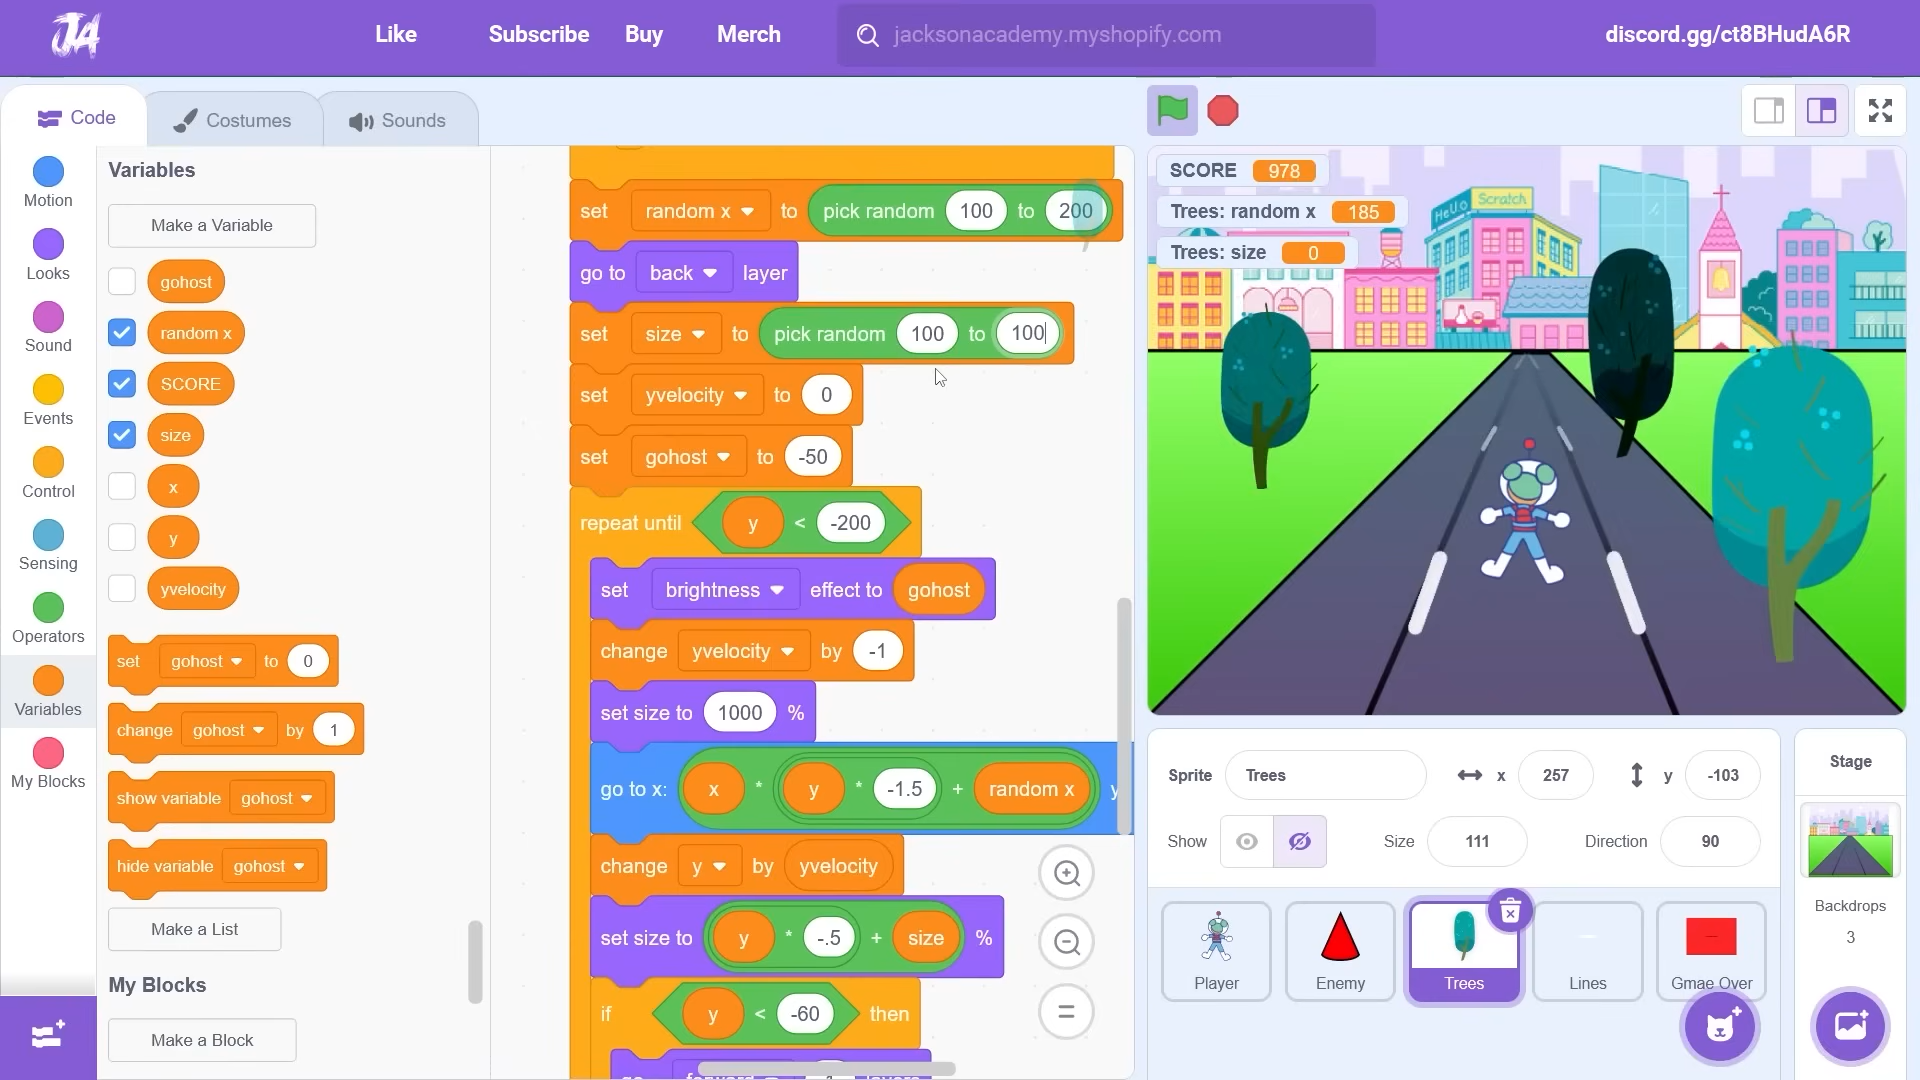 JA
Like
Subscribe
Buy
Merch
jacksonacademy.myshopify.com
discord.gg/ct8BHudA6R
Code
Costumes
Sounds
Motion
Looks
Sound
Events
Control
Sensing
Operators
Variables
My Blocks
Variables
Make a Variable
gohost
random x
SCORE
size
x
y
yvelocity
set gohost to 0
change gohost by 1
show variable gohost
hide variable gohost
Make a List
My Blocks
Make a Block
set random x to pick random 100 to 200
go to back layer
set size to pick random 100 to 100
set yvelocity to 0
set gohost to -50
repeat until y < -200
set brightness effect to gohost
change yvelocity by -1
set size to 1000 %
go to x: x * y * -1.5 + random x y
change y by yvelocity
set size to y * -.5 + size %
if y < -60 then
SCORE 978
Trees: random x 185
Trees: size 0
Hello Scratch
Sprite Trees x 257 y -103
Show Size 111 Direction 90
Player
Enemy
Trees
Lines
Gmae Over
Stage
Backdrops
3